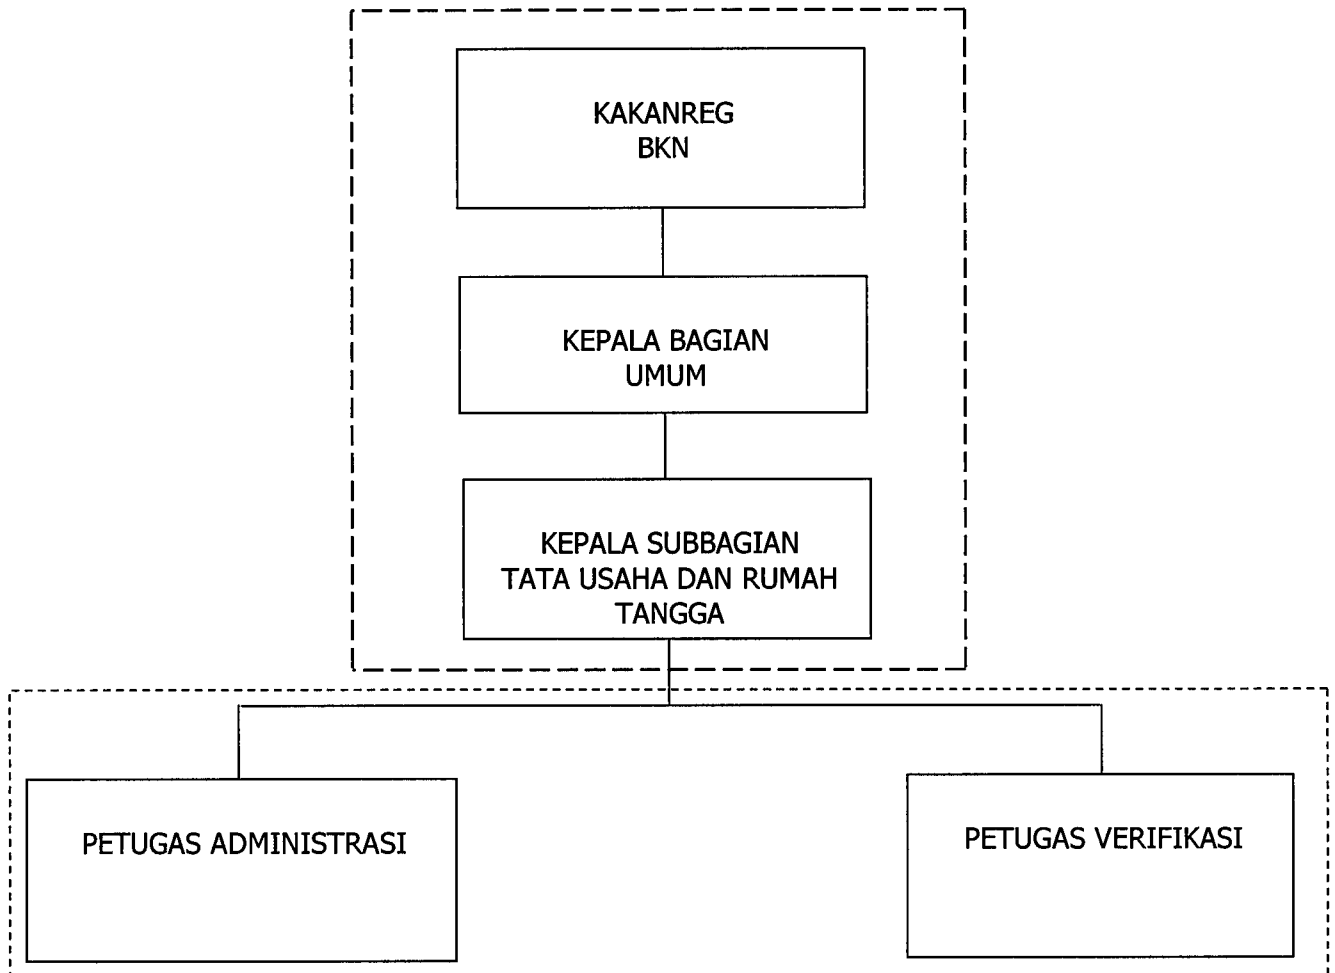 KAKANREG
BKN
KEPALA BAGIAN
UMUM
KEPALA SUBBAGIAN
TATA USAHA DAN RUMAH
TANGGA
PETUGAS ADMINISTRASI
PETUGAS VERIFIKASI